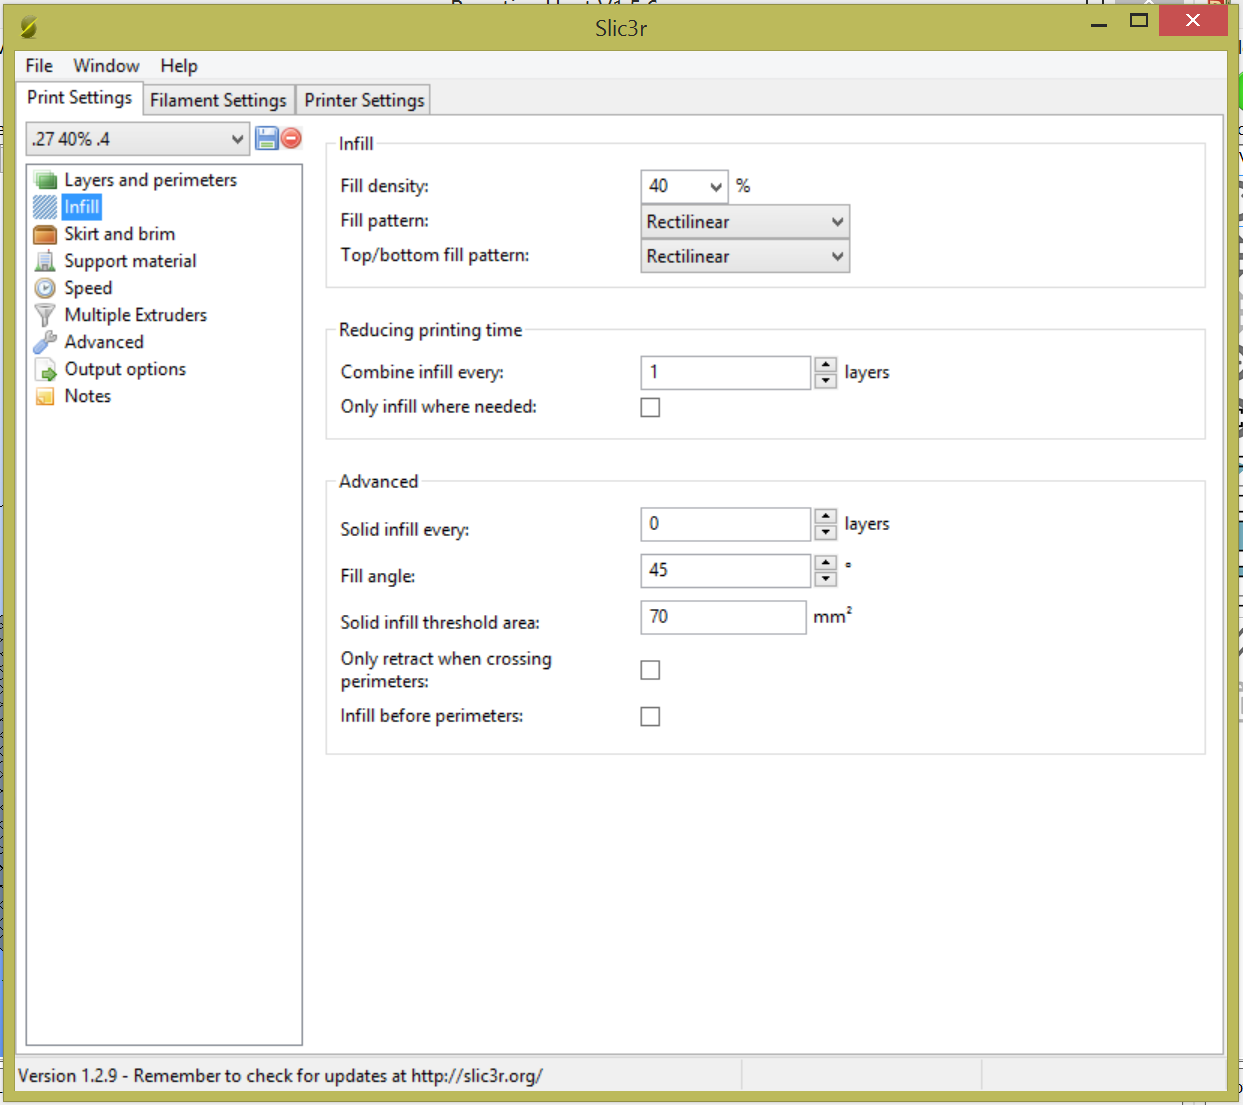 Slic3r
File Window Help
Print Settings Filament Settings Printer Settings
.27 40% .4
Layers and perimeters
Infill
Skirt and brim
Support material
Speed
Multiple Extruders
Advanced
Output options
Notes
Infill
Fill density: 40 %
Fill pattern: Rectilinear
Top/bottom fill pattern: Rectilinear
Reducing printing time
Combine infill every: 1 layers
Only infill where needed:
Advanced
Solid infill every: 0 layers
Fill angle: 45 °
Solid infill threshold area: 70 mm²
Only retract when crossing
perimeters:
Infill before perimeters:
Version 1.2.9 - Remember to check for updates at http://slic3r.org/